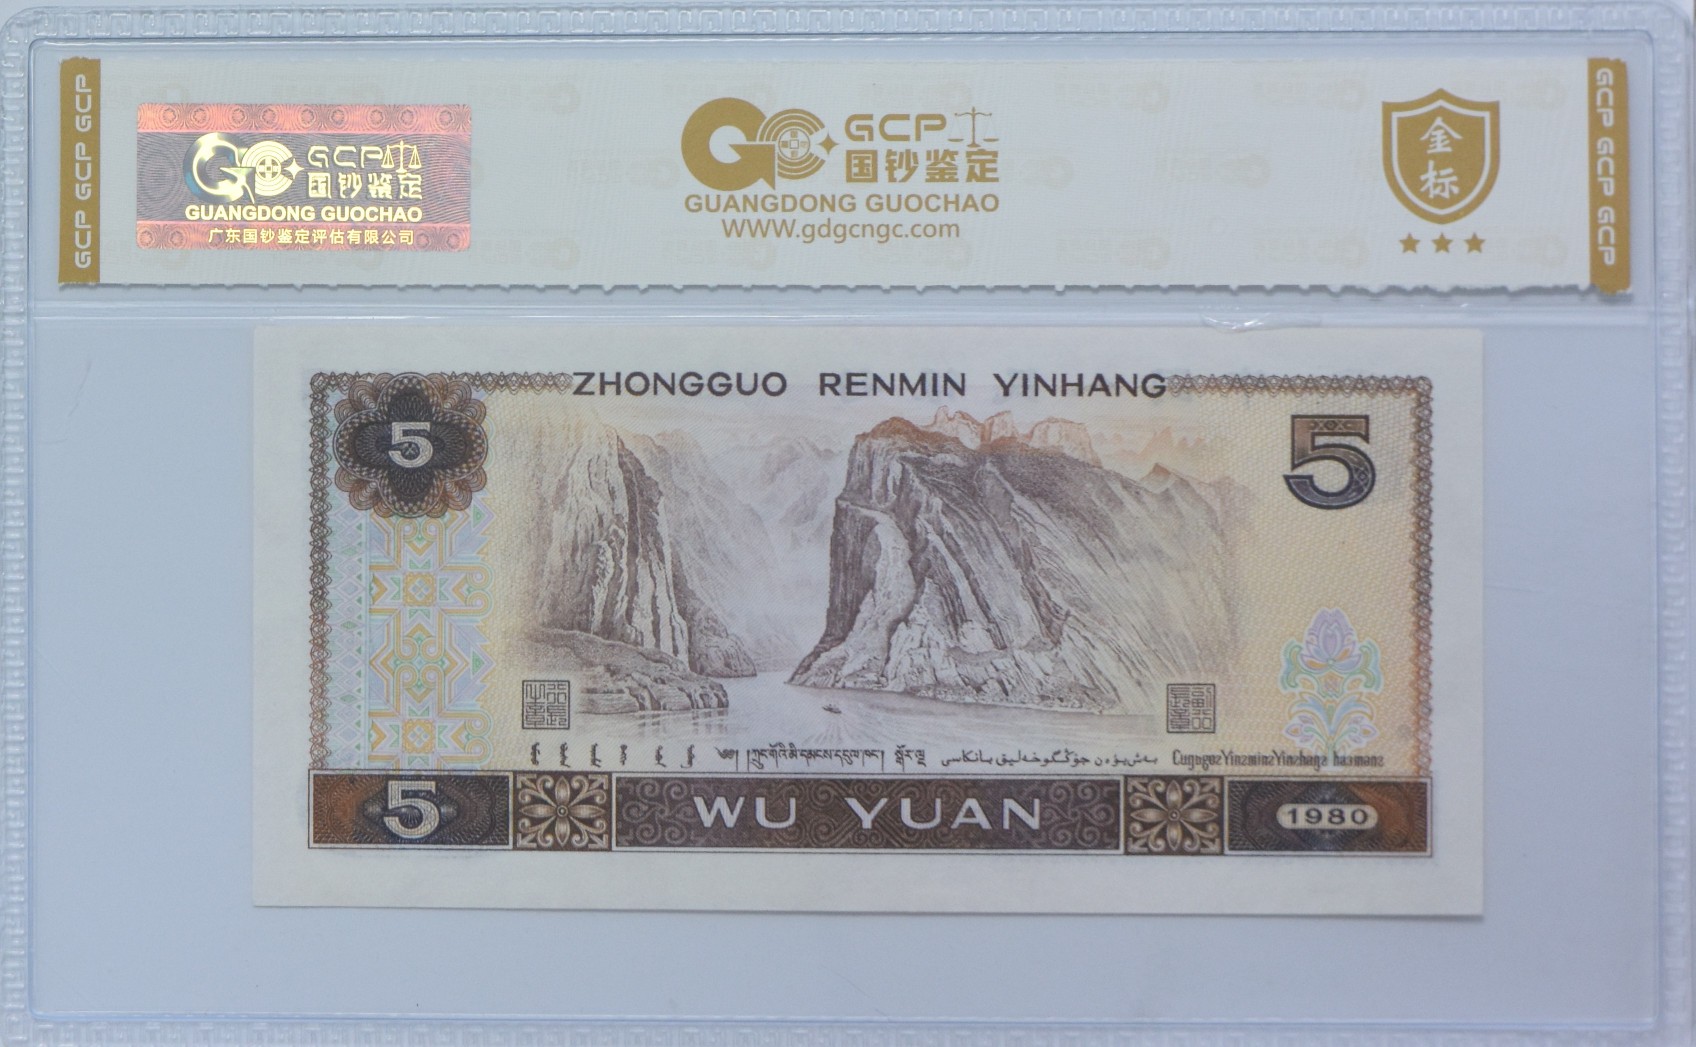 GCP GCP GCP
GCP
国钞鉴定
GUANGDONG GUOCHAO
广东国钞鉴定评估有限公司
GCP
国钞鉴定
GUANGDONG GUOCHAO
WWW.gdgcngc.com
金标
GCP GCP GCP
ZHONGGUO RENMIN YINHANG
5
5
5
WU YUAN
1980